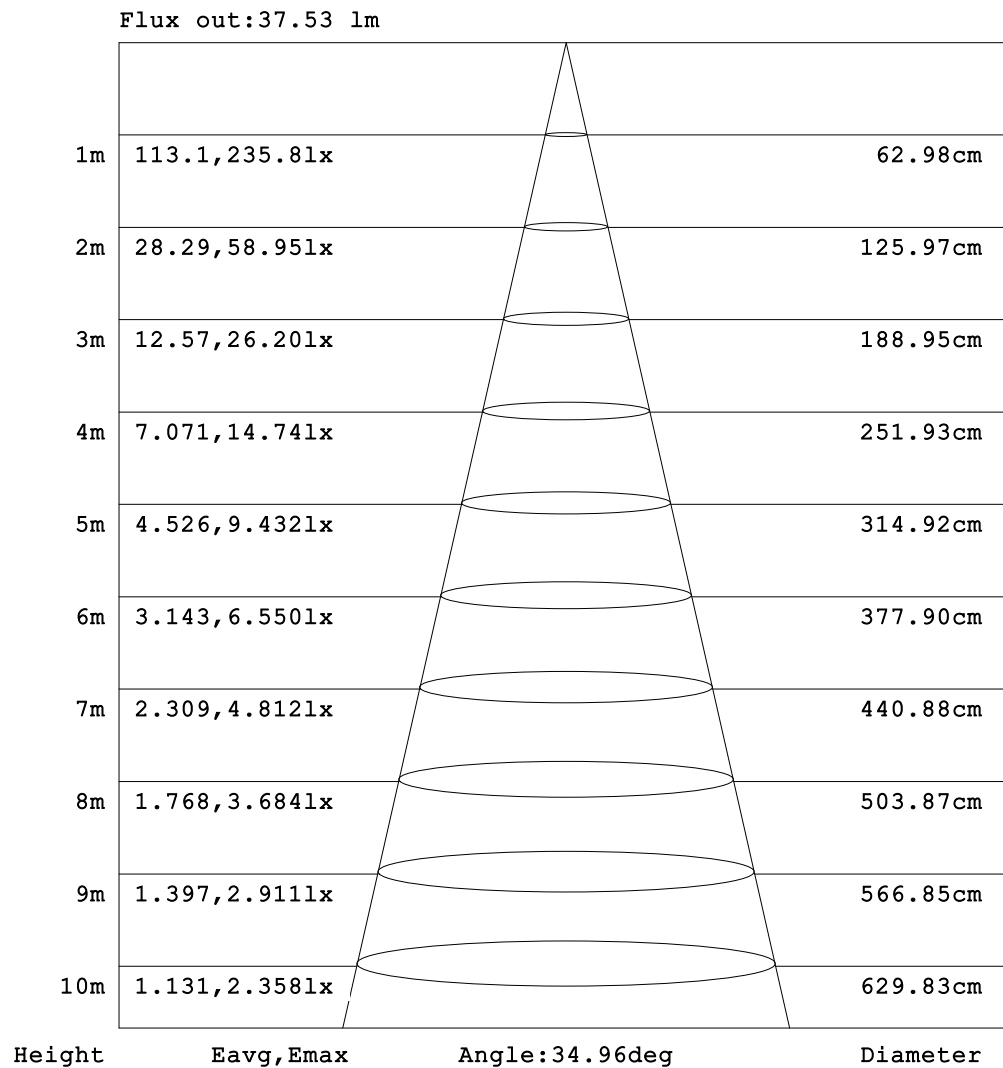 Flux out:37.53 lm
1m 113.1,235.8lx 62.98cm
2m 28.29,58.95lx 125.97cm
3m 12.57,26.20lx 188.95cm
4m 7.071,14.74lx 251.93cm
5m 4.526,9.432lx 314.92cm
6m 3.143,6.550lx 377.90cm
7m 2.309,4.812lx 440.88cm
8m 1.768,3.684lx 503.87cm
9m 1.397,2.911lx 566.85cm
10m 1.131,2.358lx 629.83cm
Height Eavg,Emax Angle:34.96deg Diameter